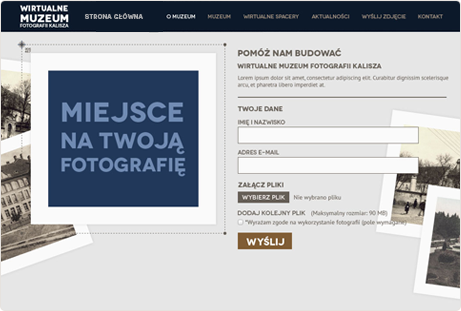 WIRTUALNE
MUZEUM
FOTOGRAFII KALISZA
STRONA GŁÓWNA
O MUZEUM
MUZEUM
WIRTUALNE SPACERY
AKTUALNOŚCI
WYŚLIJ ZDJĘCIE
KONTAKT
MIEJSCE
NA TWOJĄ
FOTOGRAFIĘ
POMÓŻ NAM BUDOWAĆ
WIRTUALNE MUZEUM FOTOGRAFII KALISZA
Lorem ipsum dolor sit amet, consectetur adipiscing elit. Curabitur dignissim scelerisque
arcu, et pharetra libero imperdiet at.
TWOJE DANE
IMIĘ I NAZWISKO
ADRES E-MAIL
ZAŁĄCZ PLIKI
WYBIERZ PLIK Nie wybrano pliku
DODAJ KOLEJNY PLIK (Maksymalny rozmiar: 90 MB)
*Wyrażam zgode na wykorzystanie fotografii (pole wymagane)
WYŚLIJ